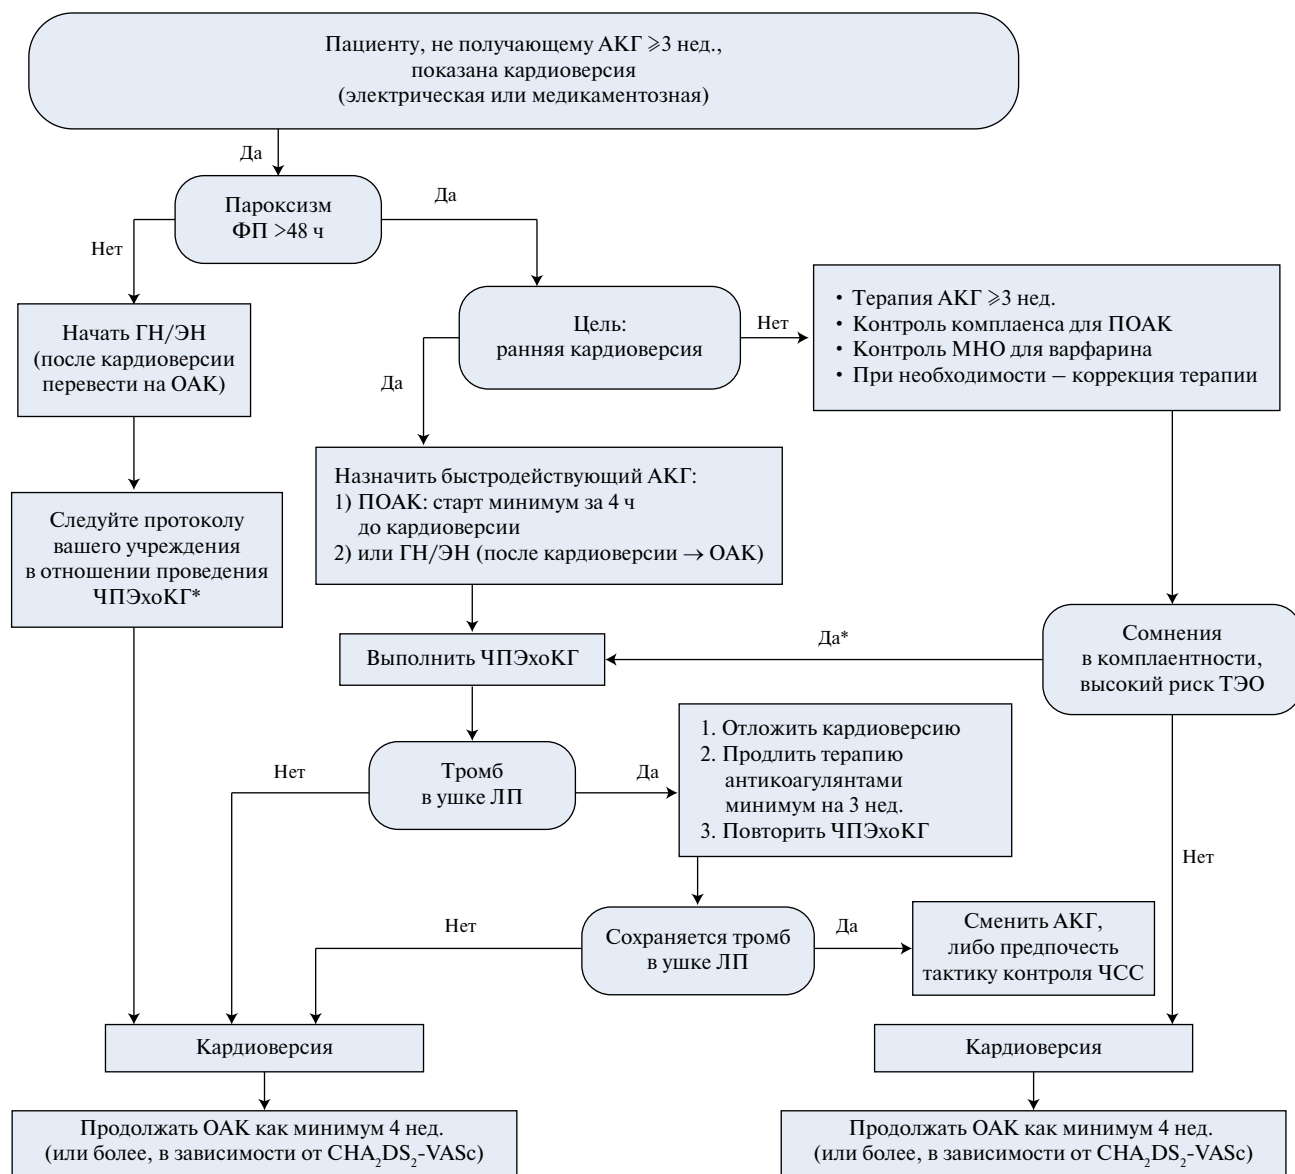 Пациенту, не получающему АКГ ⩾3 нед.,
показана кардиоверсия
(электрическая или медикаментозная)
Да
Пароксизм
ФП >48 ч
Да
Нет
Начать ГН/ЭН
(после кардиоверсии
перевести на ОАК)
Цель:
ранняя кардиоверсия
Нет
Да
• Терапия АКГ ⩾3 нед.
• Контроль комплаенса для ПОАК
• Контроль МНО для варфарина
• При необходимости – коррекция терапии
Следуйте протоколу
вашего учреждения
в отношении проведения
ЧПЭхоКГ*
Назначить быстродействующий АКГ:
1) ПОАК: старт минимум за 4 ч
до кардиоверсии
2) или ГН/ЭН (после кардиоверсии → ОАК)
Выполнить ЧПЭхоКГ
Да*
Сомнения
в комплаентности,
высокий риск ТЭО
Нет
Тромб
в ушке ЛП
Да
1. Отложить кардиоверсию
2. Продлить терапию
антикоагулянтами
минимум на 3 нед.
3. Повторить ЧПЭхоКГ
Нет
Нет
Сохраняется тромб
в ушке ЛП
Да
Сменить АКГ,
либо предпочесть
тактику контроля ЧСС
Кардиоверсия
Кардиоверсия
Продолжать ОАК как минимум 4 нед.
(или более, в зависимости от CHA₂DS₂-VASc)
Продолжать ОАК как минимум 4 нед.
(или более, в зависимости от CHA₂DS₂-VASc)